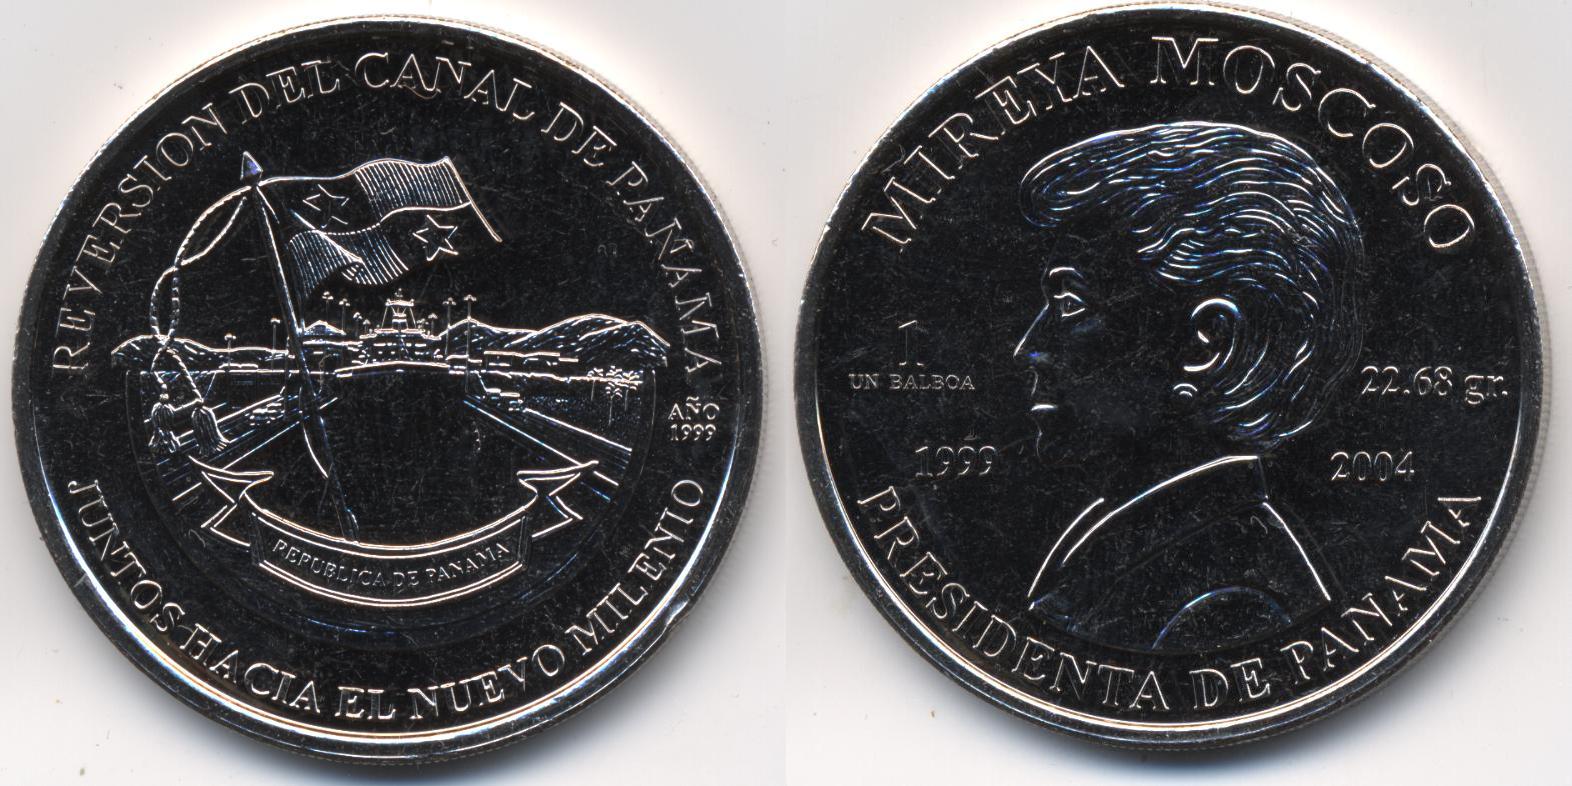 REVERSION DEL CANAL DE PANAMA
AÑO
1999
REPUBLICA DE PANAMA
JUNTOS HACIA EL NUEVO MILENIO
MIREYA MOSCOSO
1
UN BALBOA
22.68 gr.
1999
2004
PRESIDENTA DE PANAMA